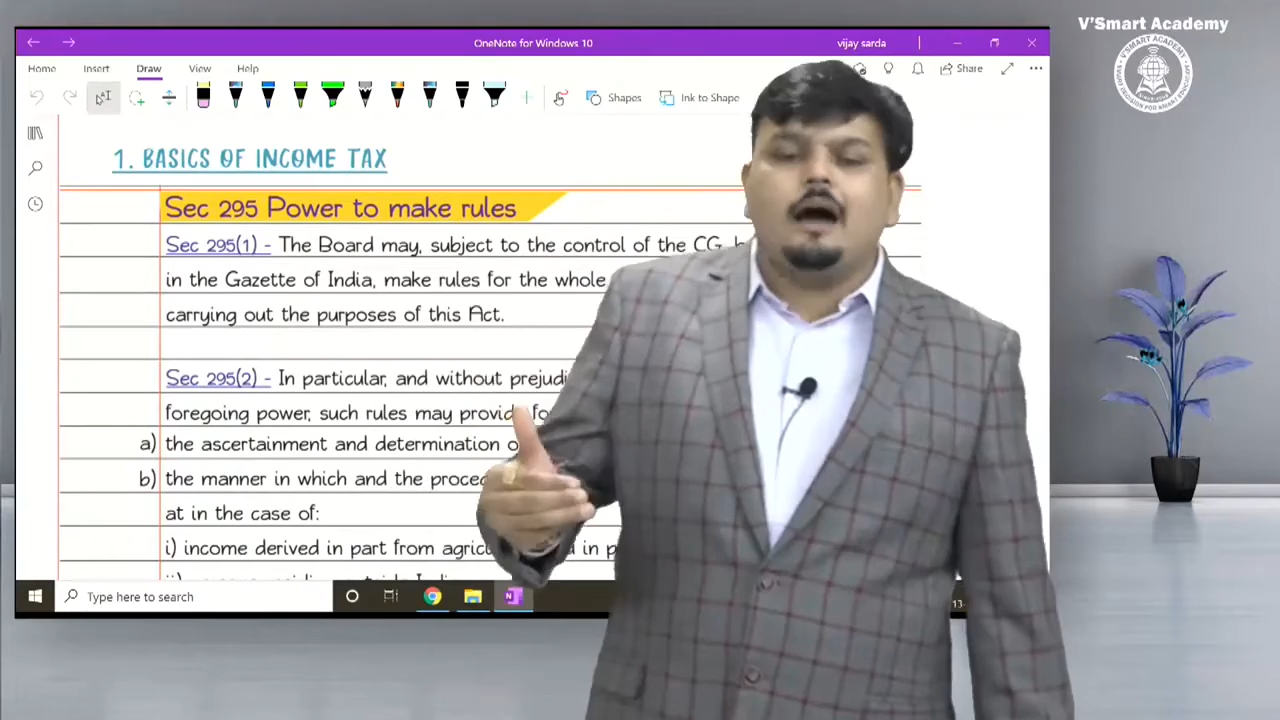 V'Smart Academy
OneNote for Windows 10
vijay sarda
Home Insert Draw View Help
Share
Shapes
Ink to Shape
1. BASICS OF INCOME TAX
Sec 295 Power to make rules
Sec 295(1) - The Board may, subject to the control of the CG,
in the Gazette of India, make rules for the whole
carrying out the purposes of this Act.
Sec 295(2) - In particular, and without
foregoing power, such rules may provide
a) the ascertainment and determination
b) the manner in which and the
at in the case of:
i) income derived in part from
Type here to search